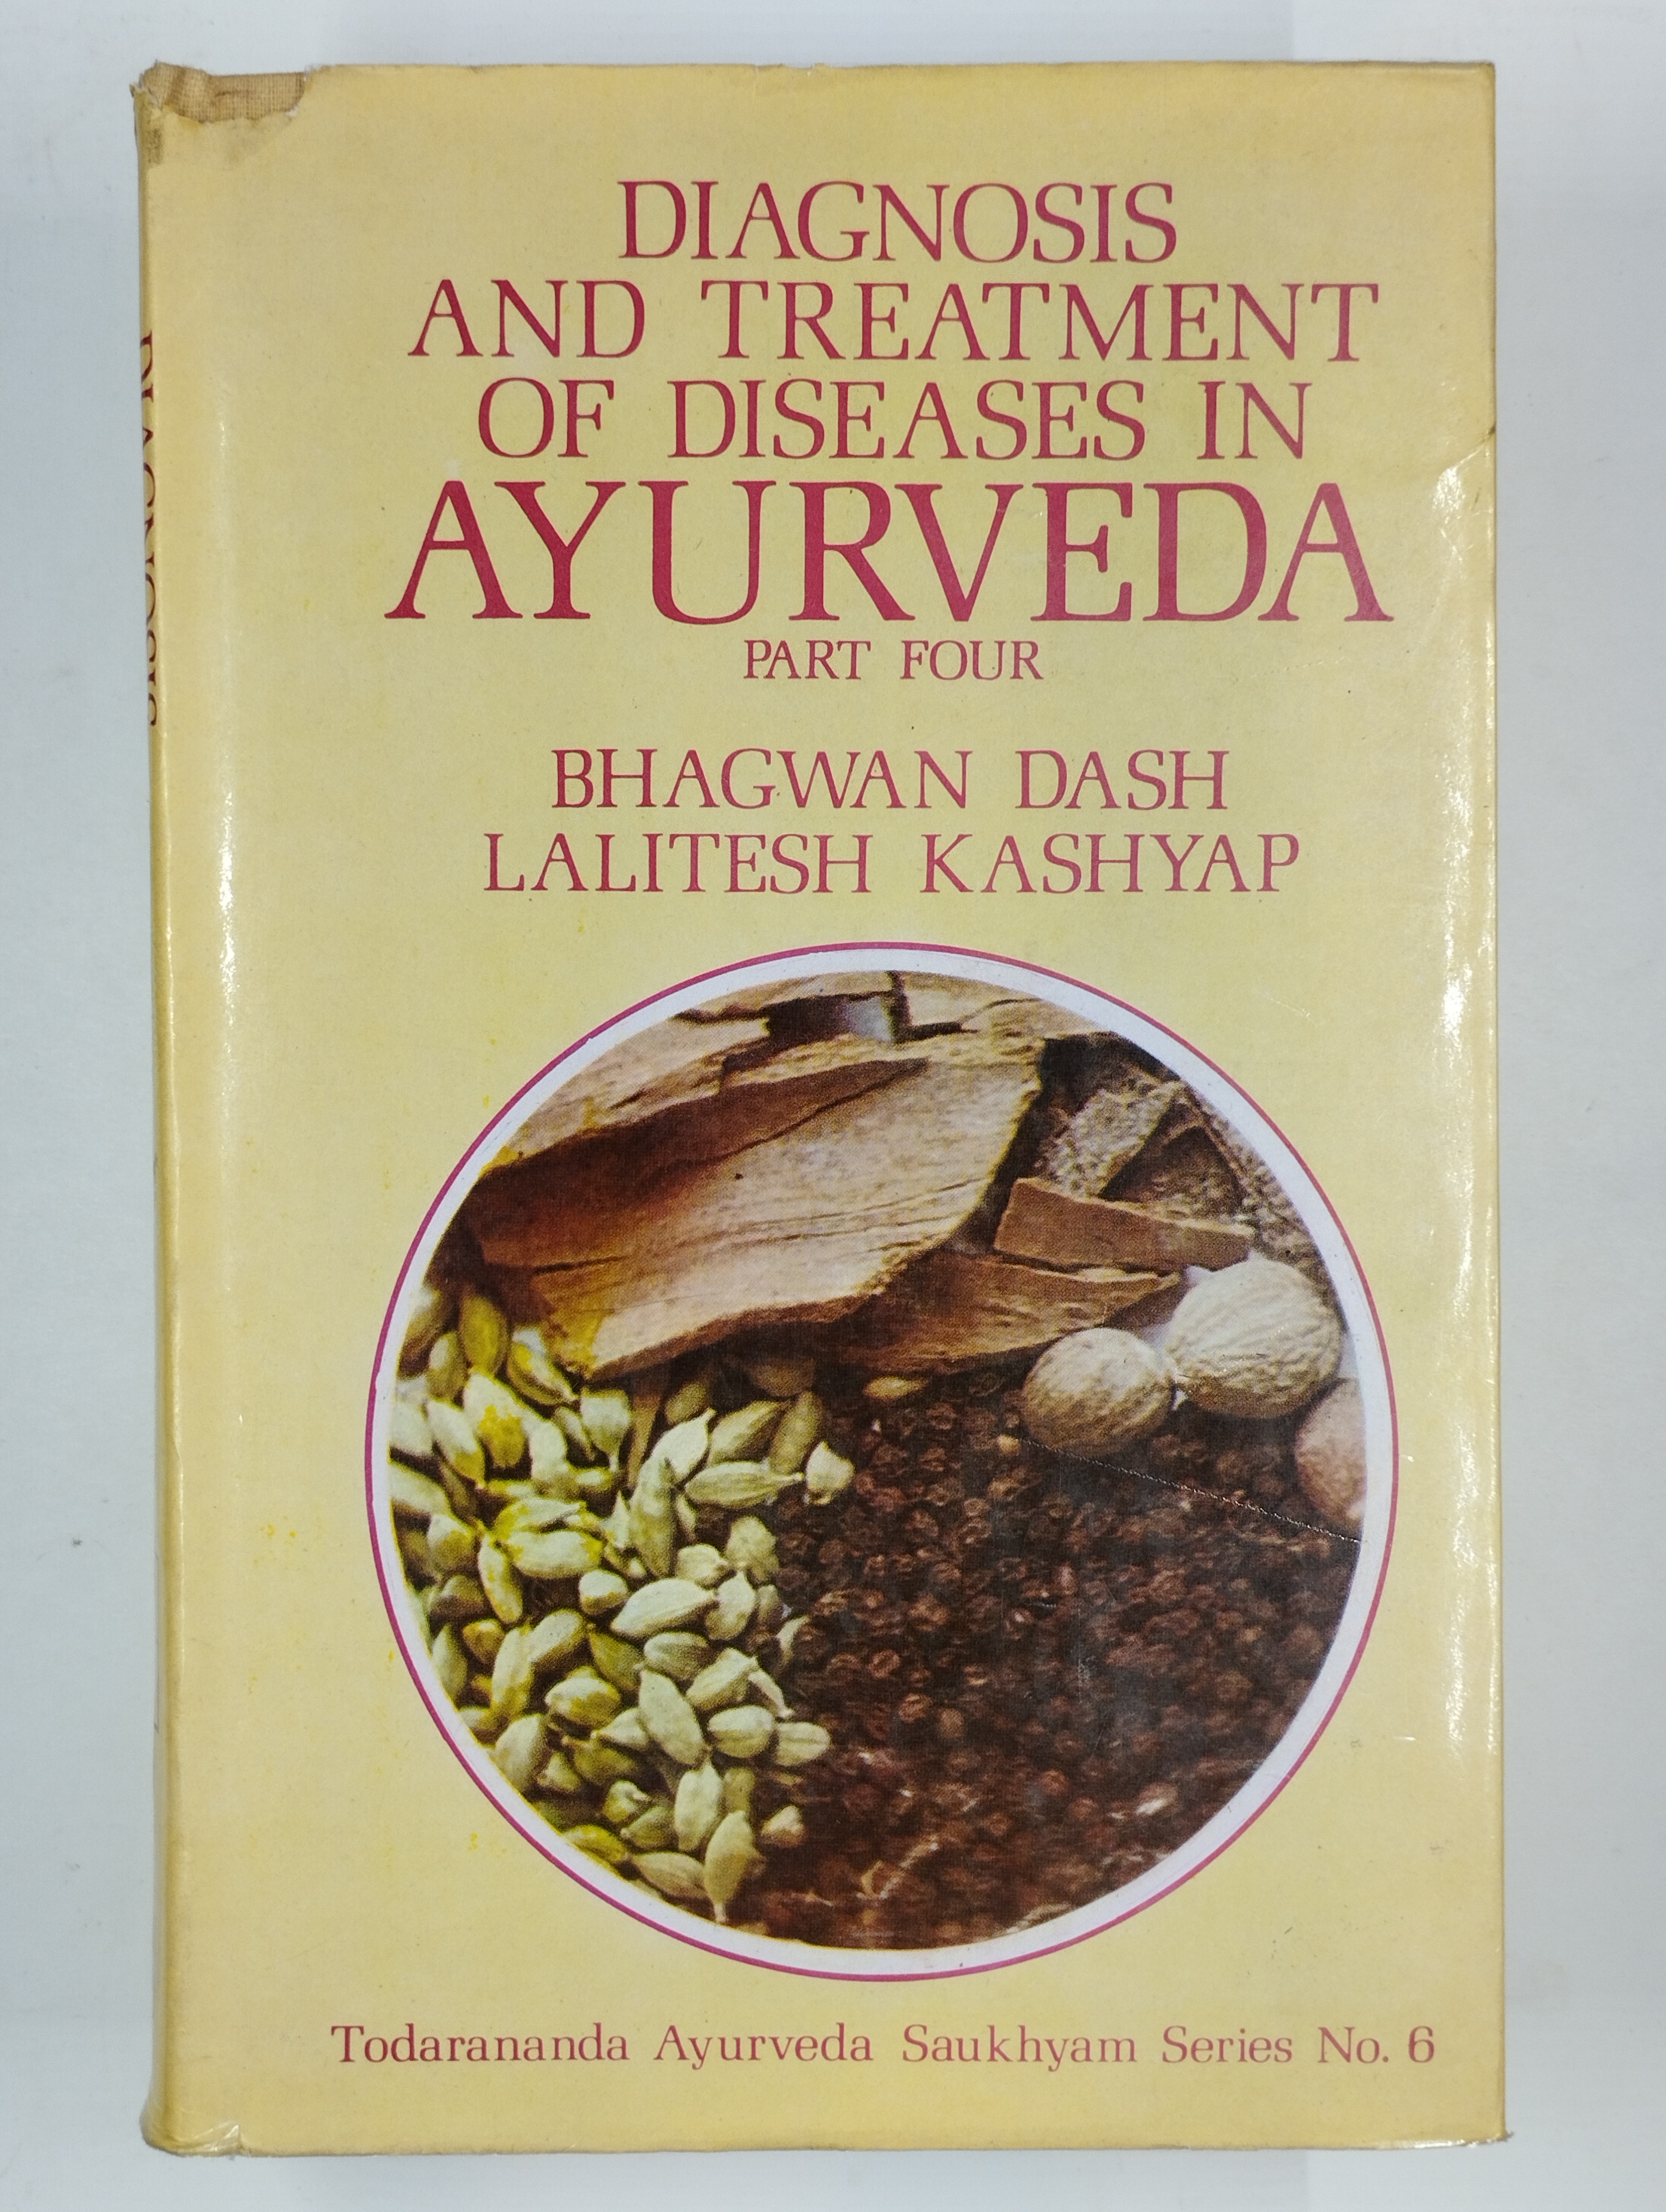 DIAGNOSIS
AND TREATMENT
OF DISEASES IN
AYURVEDA
PART FOUR
BHAGWAN DASH
LALITESH KASHYAP
Todarananda Ayurveda Saukhyam Series No. 6
DIAGNOSIS